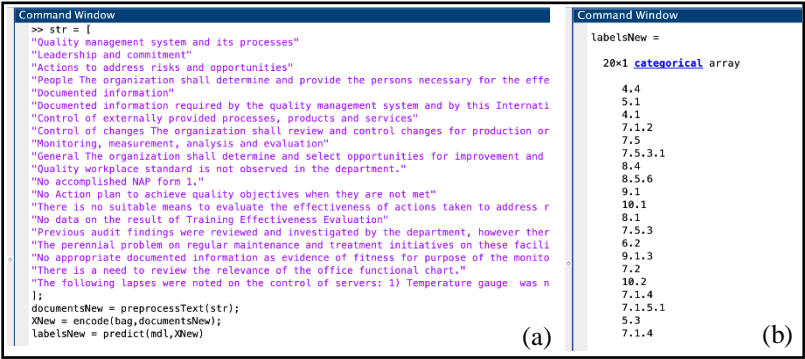 Command Window
>> str = [
"Quality management system and its processes"
"Leadership and commitment"
"Actions to address risks and opportunities"
"People The organization shall determine and provide the persons necessary for the effe
"Documented information"
"Documented information required by the quality management system and by this Internati
"Control of externally provided processes, products and services"
"Control of changes The organization shall review and control changes for production or
"Monitoring, measurement, analysis and evaluation"
"General The organization shall determine and select opportunities for improvement and
"Quality workplace standard is not observed in the department."
"No accomplished NAP form 1."
"No Action plan to achieve quality objectives when they are not met"
"There is no suitable means to evaluate the effectiveness of actions taken to address r
"No data on the result of Training Effectiveness Evaluation"
"Previous audit findings were reviewed and investigated by the department, however ther
"The perennial problem on regular maintenance and treatment initiatives on these facili
"No appropriate documented information as evidence of fitness for purpose of the monito
"There is a need to review the relevance of the office functional chart."
"The following lapses were noted on the control of servers: 1) Temperature gauge was n
];
documentsNew = preprocessText(str);
XNew = encode(bag,documentsNew);
labelsNew = predict(mdl,XNew)
(a)
Command Window
labelsNew =
20×1 categorical array
4.4
5.1
4.1
7.1.2
7.5
7.5.3.1
8.4
8.5.6
9.1
10.1
8.1
7.5.3
6.2
9.1.3
7.2
10.2
7.1.4
7.1.5.1
5.3
7.1.4
(b)